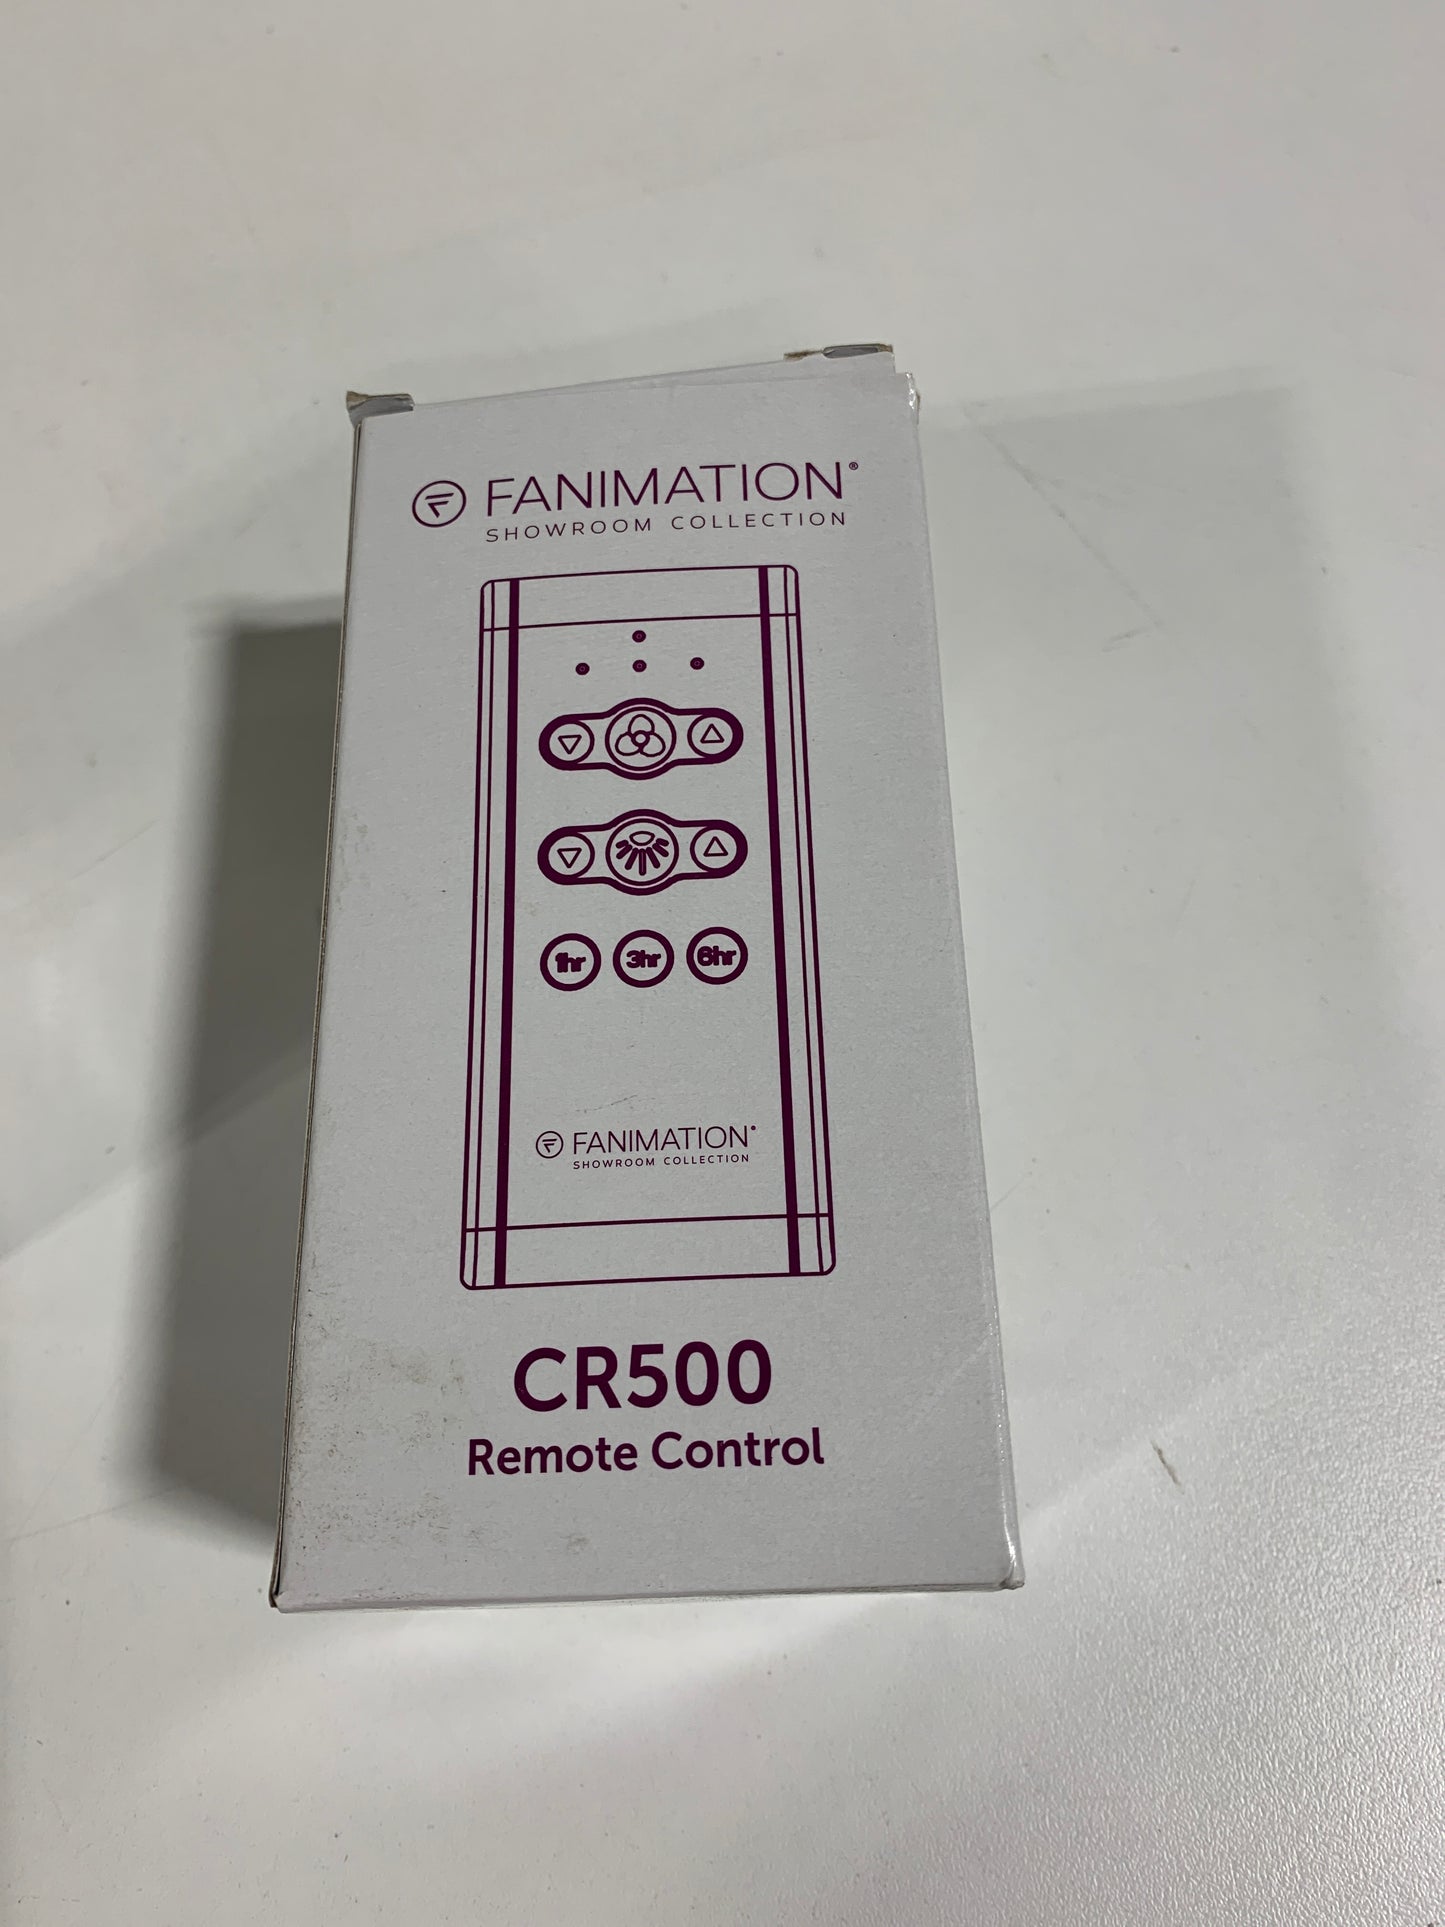 FANIMATION®
SHOWROOM COLLECTION
1hr 3hr 6hr
FANIMATION®
SHOWROOM COLLECTION
CR500
Remote Control